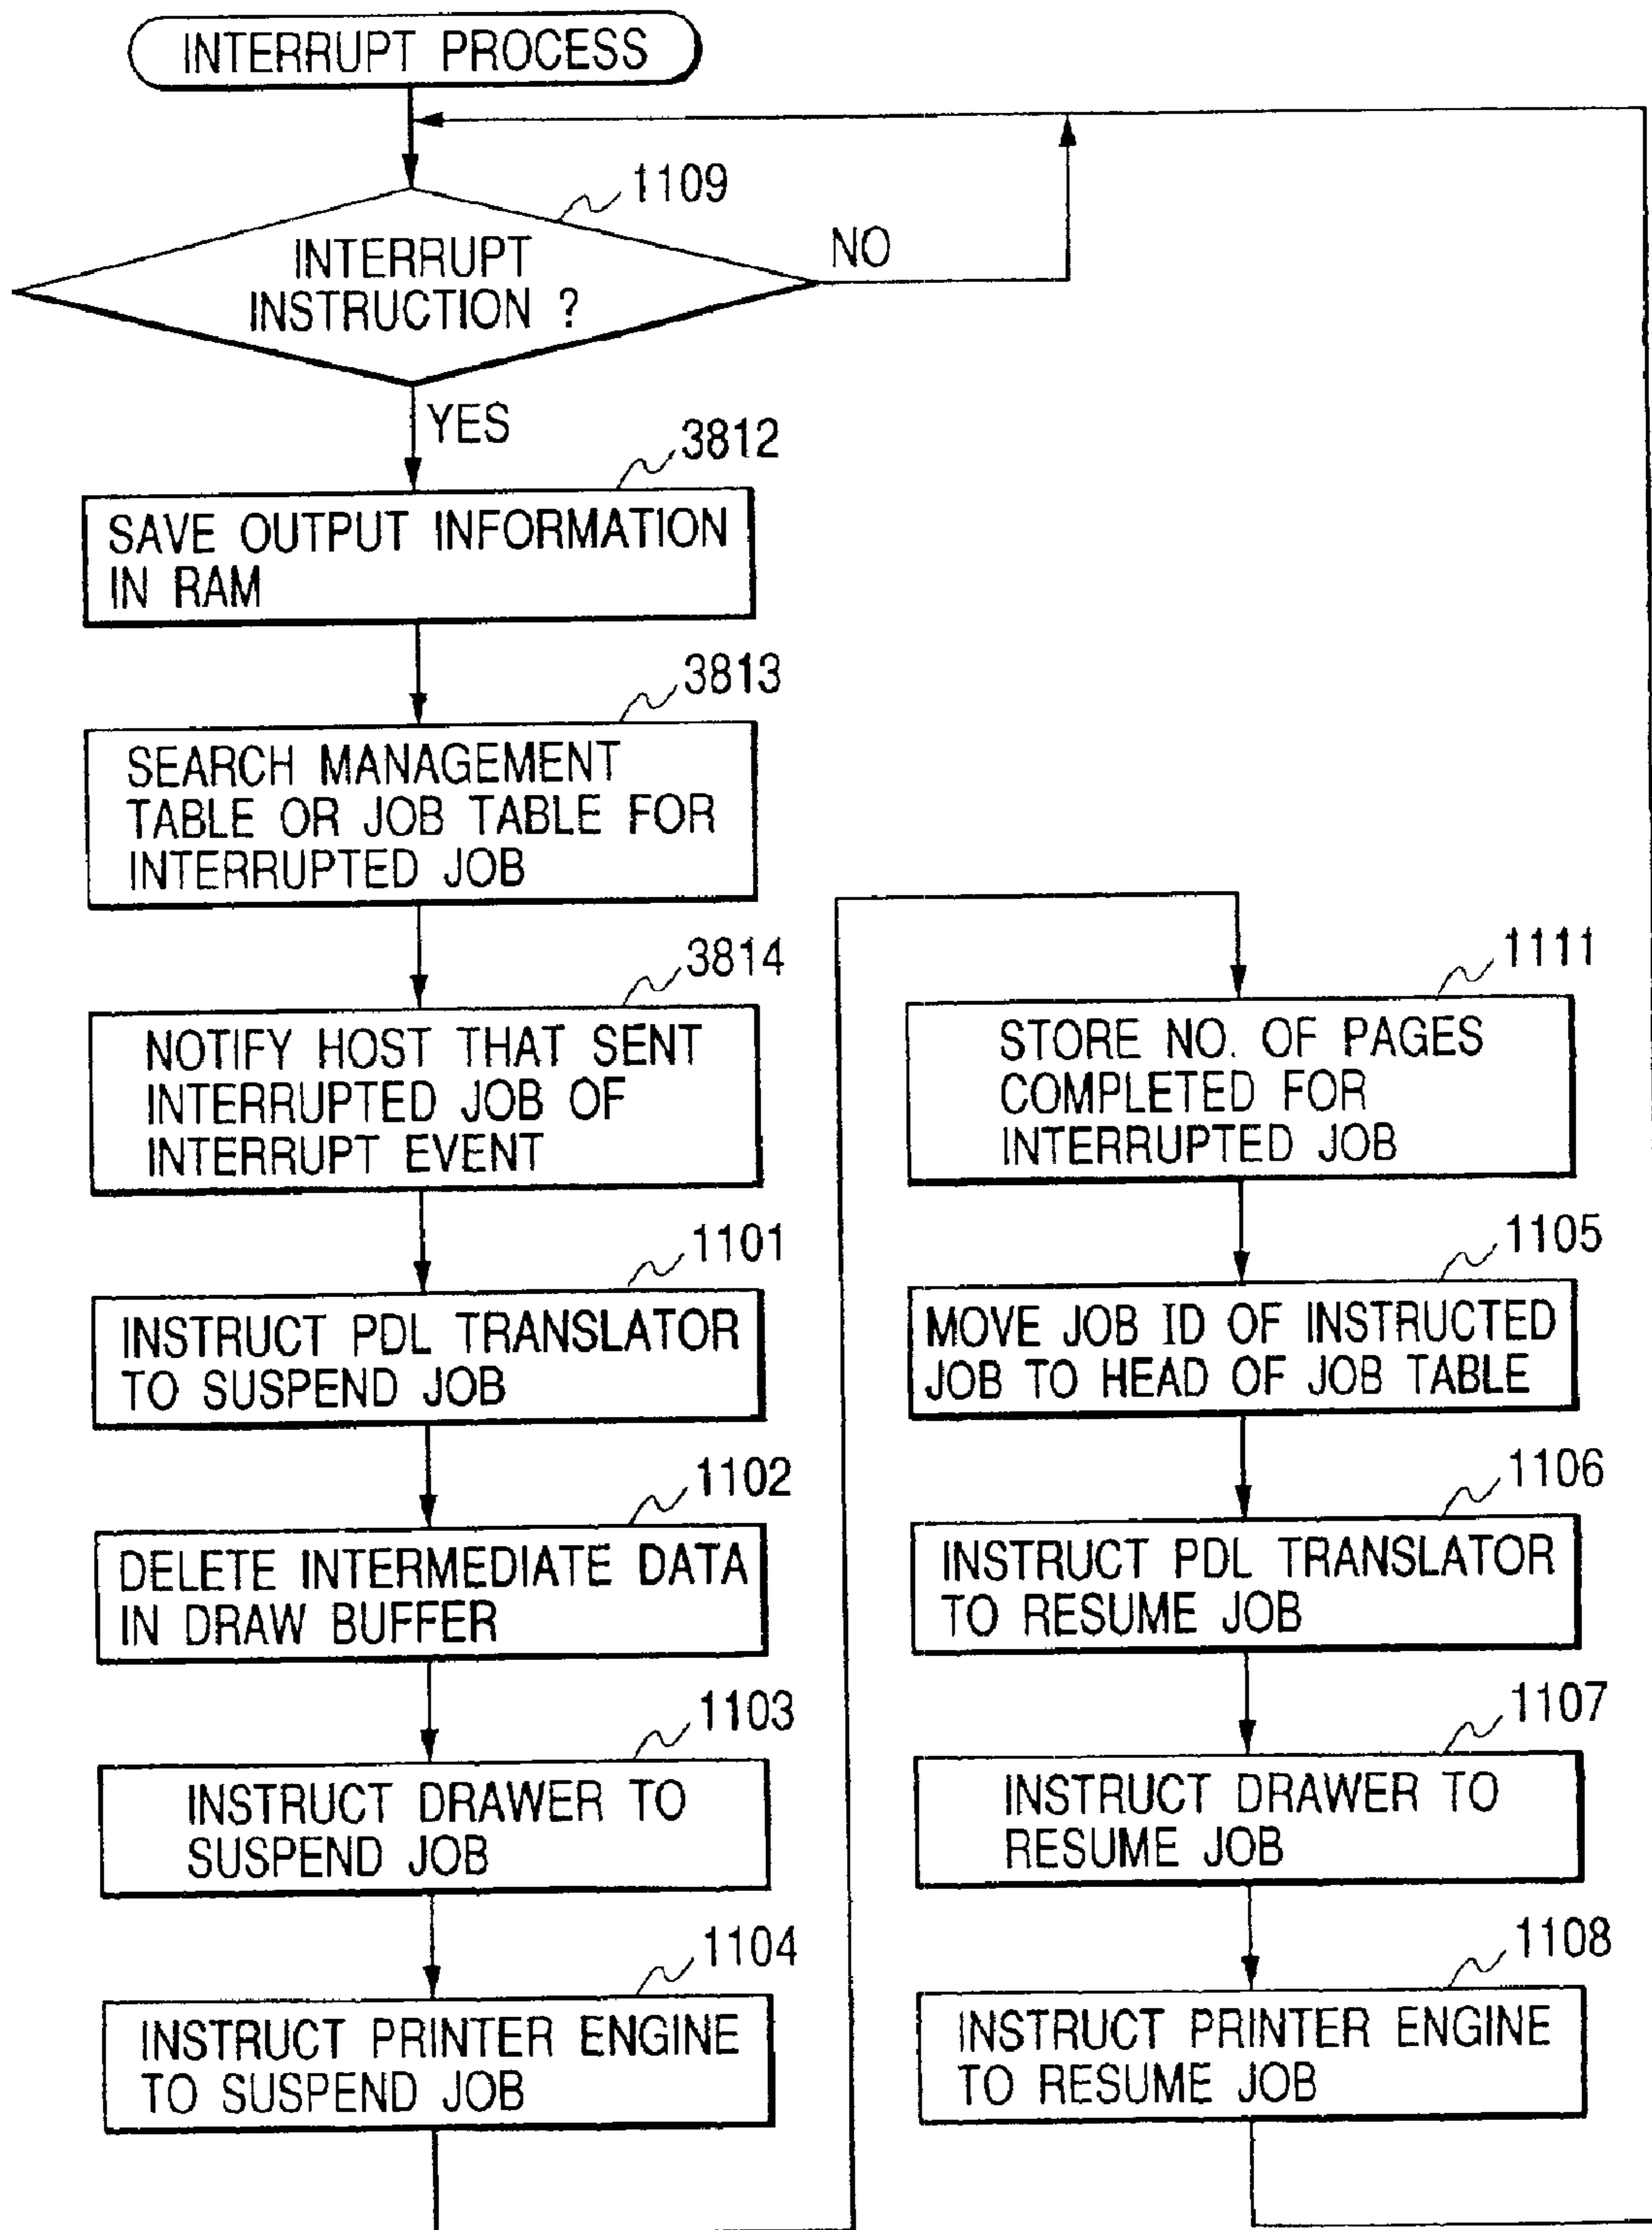 INTERRUPT PROCESS
1109
INTERRUPT
INSTRUCTION ?
NO
YES
3812
SAVE OUTPUT INFORMATION
IN RAM
3813
SEARCH MANAGEMENT
TABLE OR JOB TABLE FOR
INTERRUPTED JOB
3814
NOTIFY HOST THAT SENT
INTERRUPTED JOB OF
INTERRUPT EVENT
1101
INSTRUCT PDL TRANSLATOR
TO SUSPEND JOB
1102
DELETE INTERMEDIATE DATA
IN DRAW BUFFER
1103
INSTRUCT DRAWER TO
SUSPEND JOB
1104
INSTRUCT PRINTER ENGINE
TO SUSPEND JOB
1111
STORE NO. OF PAGES
COMPLETED FOR
INTERRUPTED JOB
1105
MOVE JOB ID OF INSTRUCTED
JOB TO HEAD OF JOB TABLE
1106
INSTRUCT PDL TRANSLATOR
TO RESUME JOB
1107
INSTRUCT DRAWER TO
RESUME JOB
1108
INSTRUCT PRINTER ENGINE
TO RESUME JOB